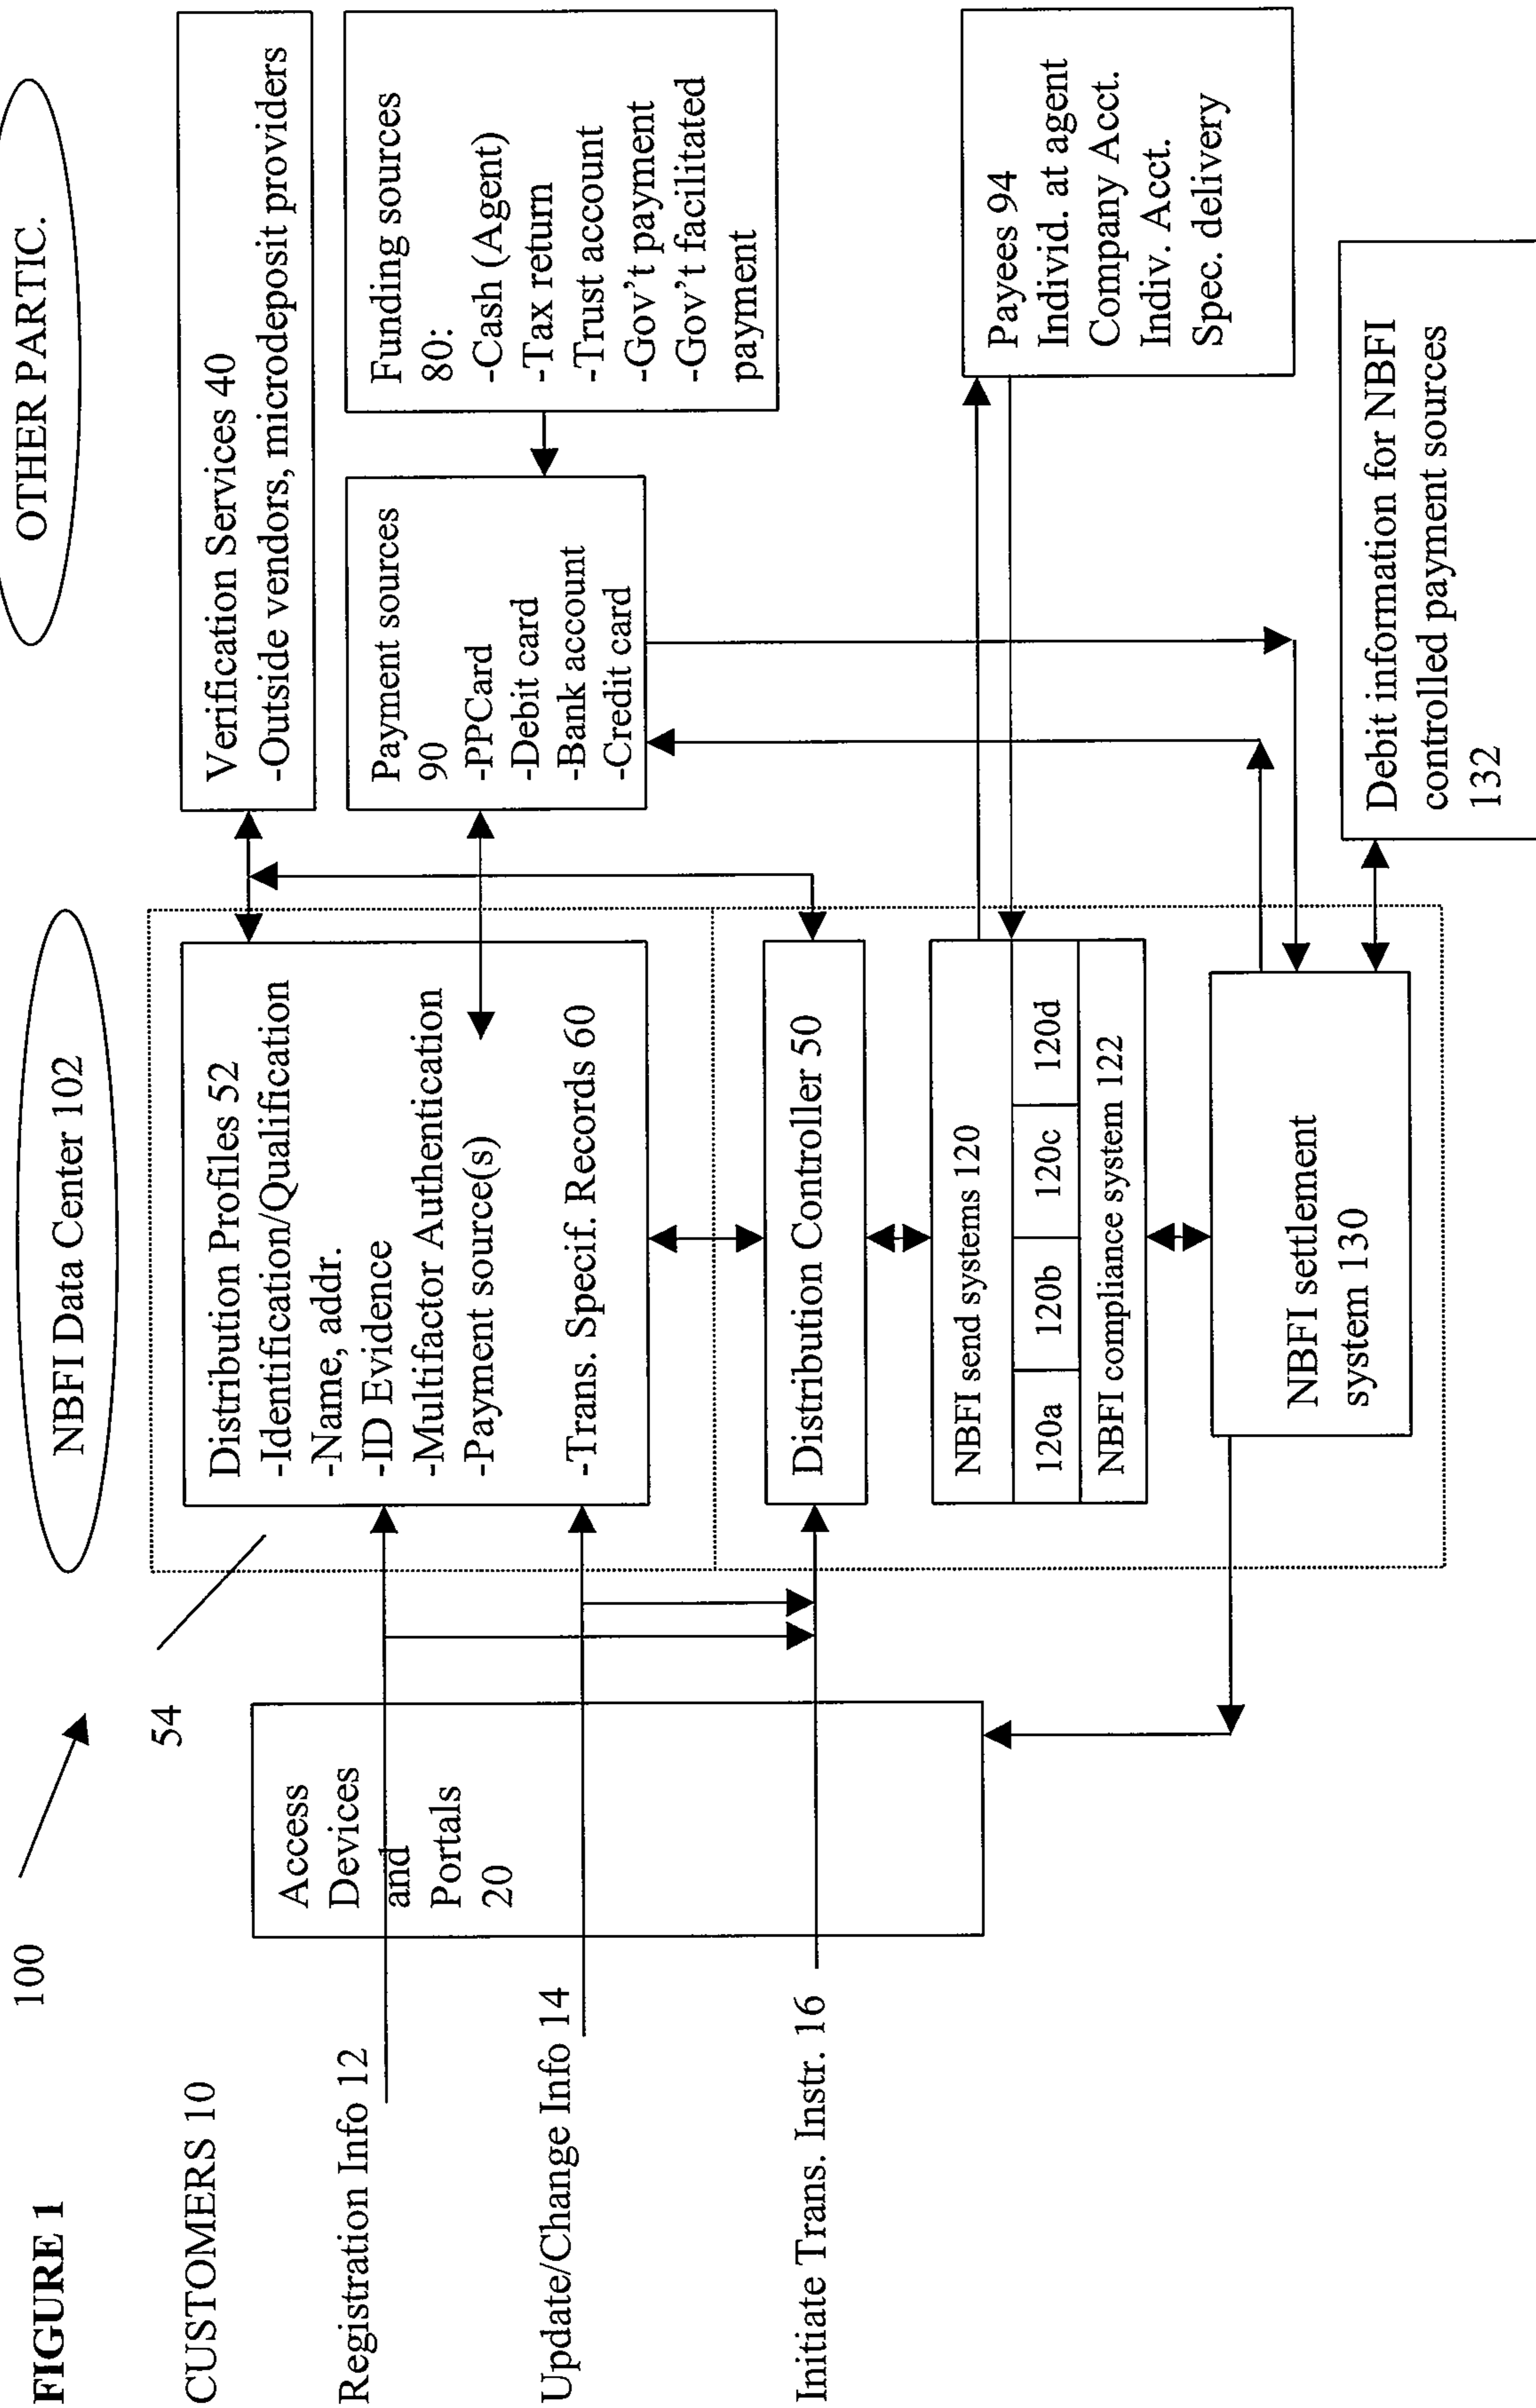 FIGURE 1
100
CUSTOMERS 10
Registration Info 12
Update/Change Info 14
Initiate Trans. Instr. 16
54
Access
Devices
and
Portals
20
NBFI Data Center 102
Distribution Profiles 52
-Identification/Qualification
-Name, addr.
-ID Evidence
-Multifactor Authentication
-Payment source(s)
-Trans. Specif. Records 60
Distribution Controller 50
NBFI send systems 120
120a 120b 120c 120d
NBFI compliance system 122
NBFI settlement
system 130
OTHER PARTIC.
Verification Services 40
-Outside vendors, microdeposit providers
Payment sources
90
-PPCard
-Debit card
-Bank account
-Credit card
Funding sources
80:
-Cash (Agent)
-Tax return
-Trust account
-Gov't payment
-Gov't facilitated
payment
Payees 94
Individ. at agent
Company Acct.
Indiv. Acct.
Spec. delivery
Debit information for NBFI
controlled payment sources
132